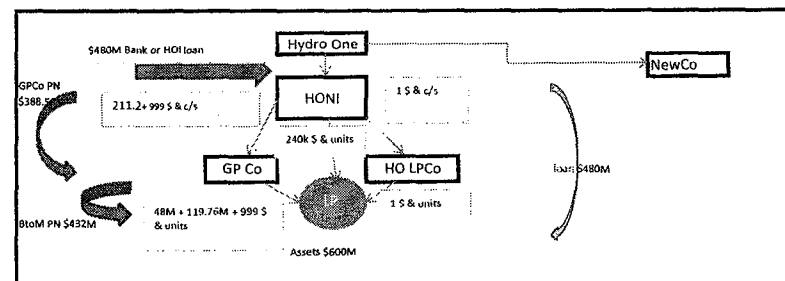 Hydro One
$480M Bank or HOI loan
NewCo
GPCo PN
$388.5
HONI
211.2+999 $ & c/s
1 $ & c/s
240k $ & units
GP Co
HO LPCo
loan $480M
LP
1 $ & units
48M + 119.76M + 999 $
& units
BtoM PN $432M
Assets $600M